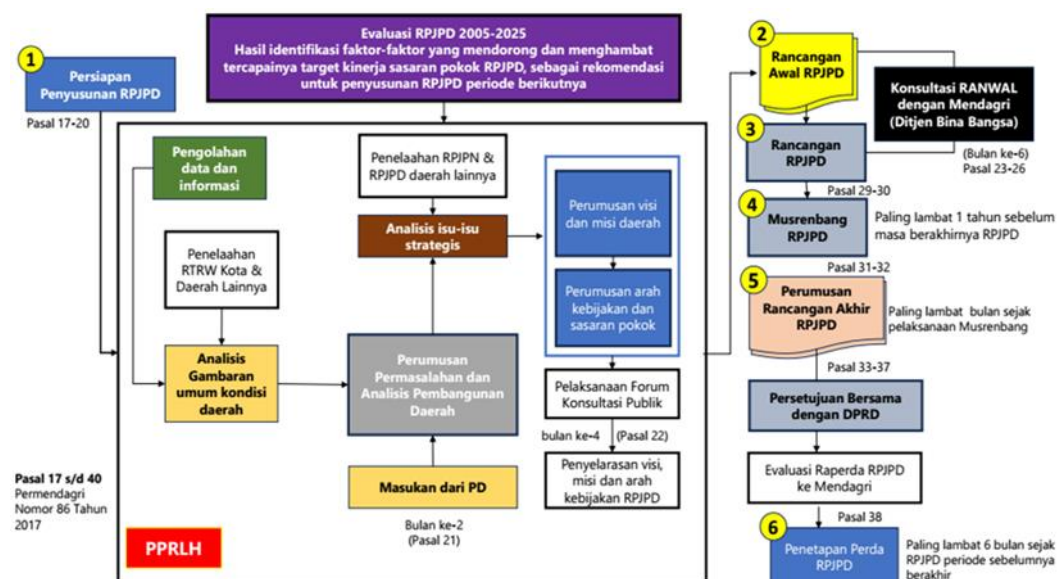 Evaluasi RPJPD 2005-2025
Hasil identifikasi faktor-faktor yang mendorong dan menghambat
tercapainya target kinerja sasaran pokok RPJPD, sebagai rekomendasi
untuk penyusunan RPJPD periode berikutnya
1
Persiapan
Penyusunan RPJPD
Pasal 17-20
Pengolahan
data dan
informasi
Penelaahan
RTRW Kota &
Daerah Lainnya
Analisis
Gambaran
umum kondisi
daerah
Penelaahan RPJPN &
RPJPD daerah lainnya
Analisis isu-isu
strategis
Perumusan
Permasalahan dan
Analisis Pembangunan
Daerah
Masukan dari PD
Bulan ke-2
(Pasal 21)
Perumusan visi
dan misi daerah
Perumusan arah
kebijakan dan
sasaran pokok
Pelaksanaan Forum
Konsultasi Publik
bulan ke-4 (Pasal 22)
Penyelarasan visi,
misi dan arah
kebijakan RPJPD
Pasal 17 s/d 40
Permendagri
Nomor 86 Tahun
2017
PPRLH
2
Rancangan
Awal RPJPD
Konsultasi RANWAL
dengan Mendagri
(Ditjen Bina Bangsa)
(Bulan ke-6)
Pasal 23-26
3
Rancangan
RPJPD
Pasal 29-30
4
Musrenbang
RPJPD
Paling lambat 1 tahun sebelum
masa berakhirnya RPJPD
Pasal 31-32
5
Perumusan
Rancangan Akhir
RPJPD
Paling lambat bulan sejak
pelaksanaan Musrenbang
Pasal 33-37
Persetujuan Bersama
dengan DPRD
Evaluasi Raperda RPJPD
ke Mendagri
Pasal 38
6
Penetapan Perda
RPJPD
Paling lambat 6 bulan sejak
RPJPD periode sebelumnya
berakhir